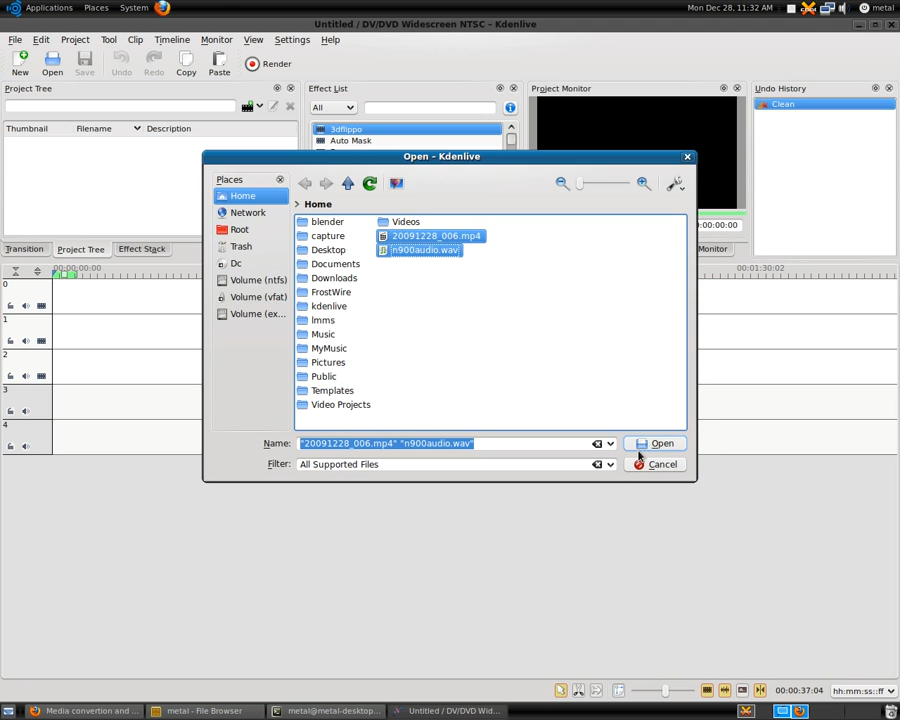 Applications Places System Mon Dec 28, 11:32 AM metal
Untitled / DV/DVD Widescreen NTSC – Kdenlive
File Edit Project Tool Clip Timeline Monitor View Settings Help
New Open Save Undo Redo Copy Paste Render
Project Tree
Thumbnail Filename Description
Effect List
All
3dflippo
Auto Mask
Project Monitor
Undo History
Clean
Open – Kdenlive
Places
Home
Network
Root
Trash
Dc
Volume (ntfs)
Volume (vfat)
Volume (ex...
Home
blender
capture
Desktop
Documents
Downloads
FrostWire
kdenlive
lmms
Music
MyMusic
Pictures
Public
Templates
Video Projects
Videos
20091228_006.mp4
n900audio.wav
Name: "20091228_006.mp4" "n900audio.wav" Open
Filter: All Supported Files Cancel
:00:00:00
Transition Project Tree Effect Stack Monitor
00:00:00:00 00:01:30:02
0
1
2
3
4
00:00:37:04 hh:mm:ss::ff
Media convertion and ... metal - File Browser metal@metal-desktop... Untitled / DV/DVD Wid...